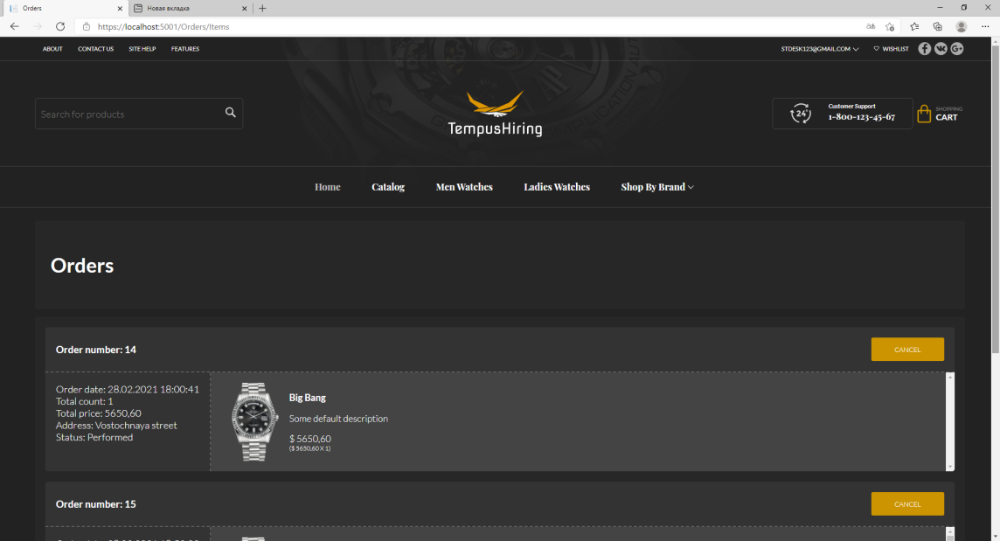 Orders
Новая вкладка
https://localhost:5001/Orders/Items
ABOUT
CONTACT US
SITE HELP
FEATURES
STDESK123@GMAIL.COM
WISHLIST
Search for products
TempusHiring
24
Customer Support
1-800-123-45-67
SHOPPING
CART
Home
Catalog
Men Watches
Ladies Watches
Shop By Brand
Orders
Order number: 14
CANCEL
Order date: 28.02.2021 18:00:41
Total count: 1
Total price: 5650,60
Address: Vostochnaya street
Status: Performed
Big Bang
Some default description
$ 5650,60
($ 5650,60 X 1)
Order number: 15
CANCEL